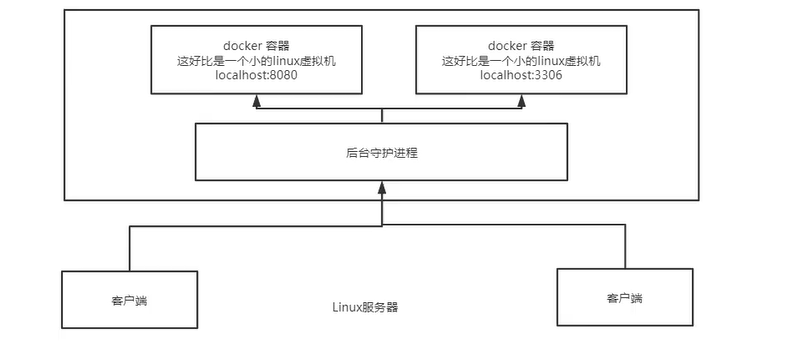 docker 容器
这好比是一个小的linux虚拟机
localhost:8080
docker 容器
这好比是一个小的linux虚拟机
localhost:3306
后台守护进程
客户端
Linux服务器
客户端